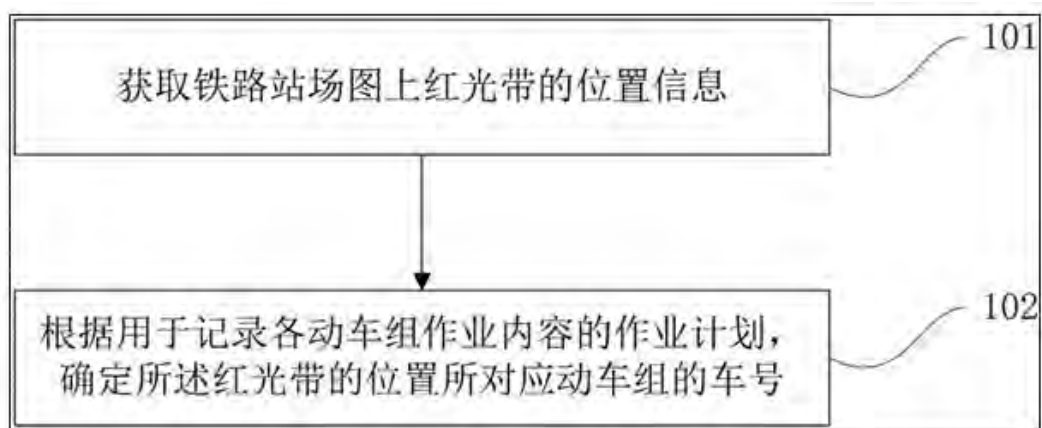 获取铁路站场图上红光带的位置信息
101
根据用于记录各动车组作业内容的作业计划，
确定所述红光带的位置所对应动车组的车号
102